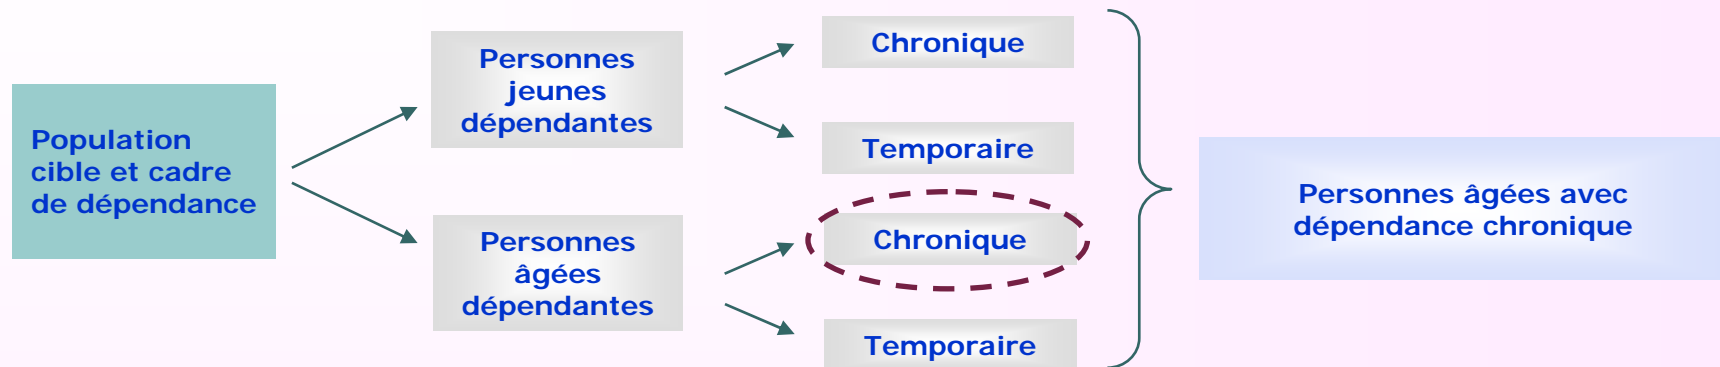 Population
cible et cadre
de dépendance
Personnes
jeunes
dépendantes
Personnes
âgées
dépendantes
Chronique
Temporaire
Chronique
Temporaire
Personnes âgées avec
dépendance chronique